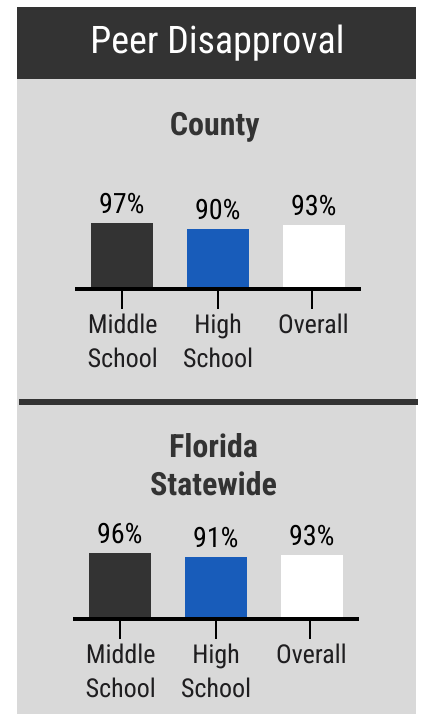 Peer Disapproval
County
97% 90% 93%
Middle School High School Overall
Florida
Statewide
96% 91% 93%
Middle School High School Overall